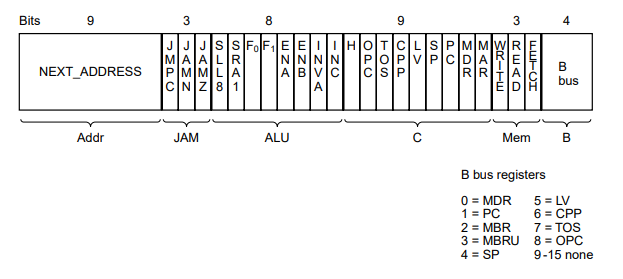 Bits 9 3 8 9 3 4
NEXT_ADDRESS JMPC JAMN JAMZ SLL8 SRA1 F0 F1 ENA ENB INVA INC H OPC TOS CPP LV SP PC MDR MAR WRITE READ FETCH B bus
Addr JAM ALU C Mem B
B bus registers
0 = MDR 5 = LV
1 = PC 6 = CPP
2 = MBR 7 = TOS
3 = MBRU 8 = OPC
4 = SP 9-15 none